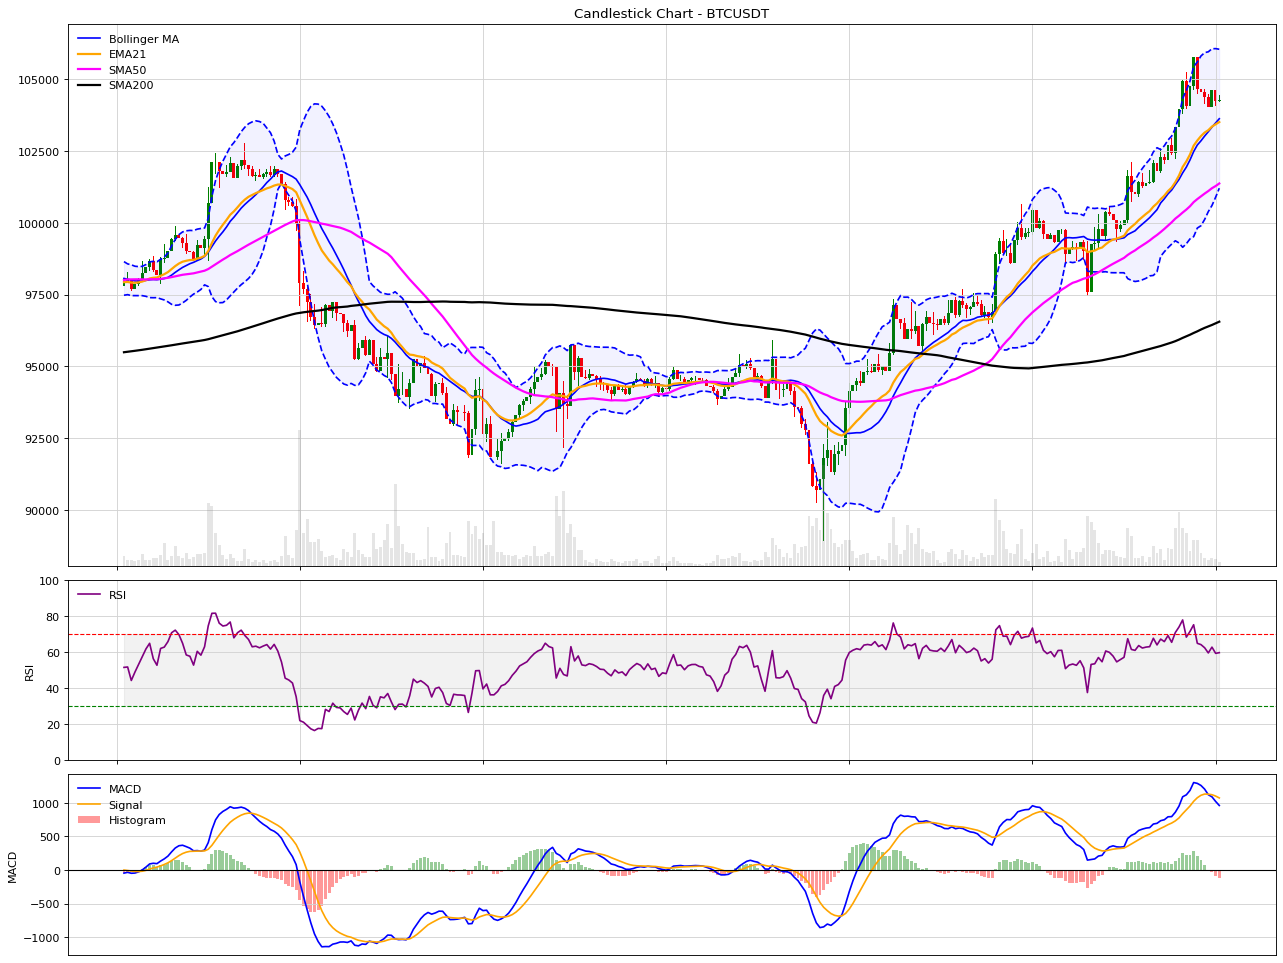 Candlestick Chart - BTCUSDT
Bollinger MA
EMA21
SMA50
SMA200
105000
102500
100000
97500
95000
92500
90000
RSI
100
80
60
40
20
0
RSI
MACD
Signal
Histogram
1000
500
0
−500
−1000
MACD